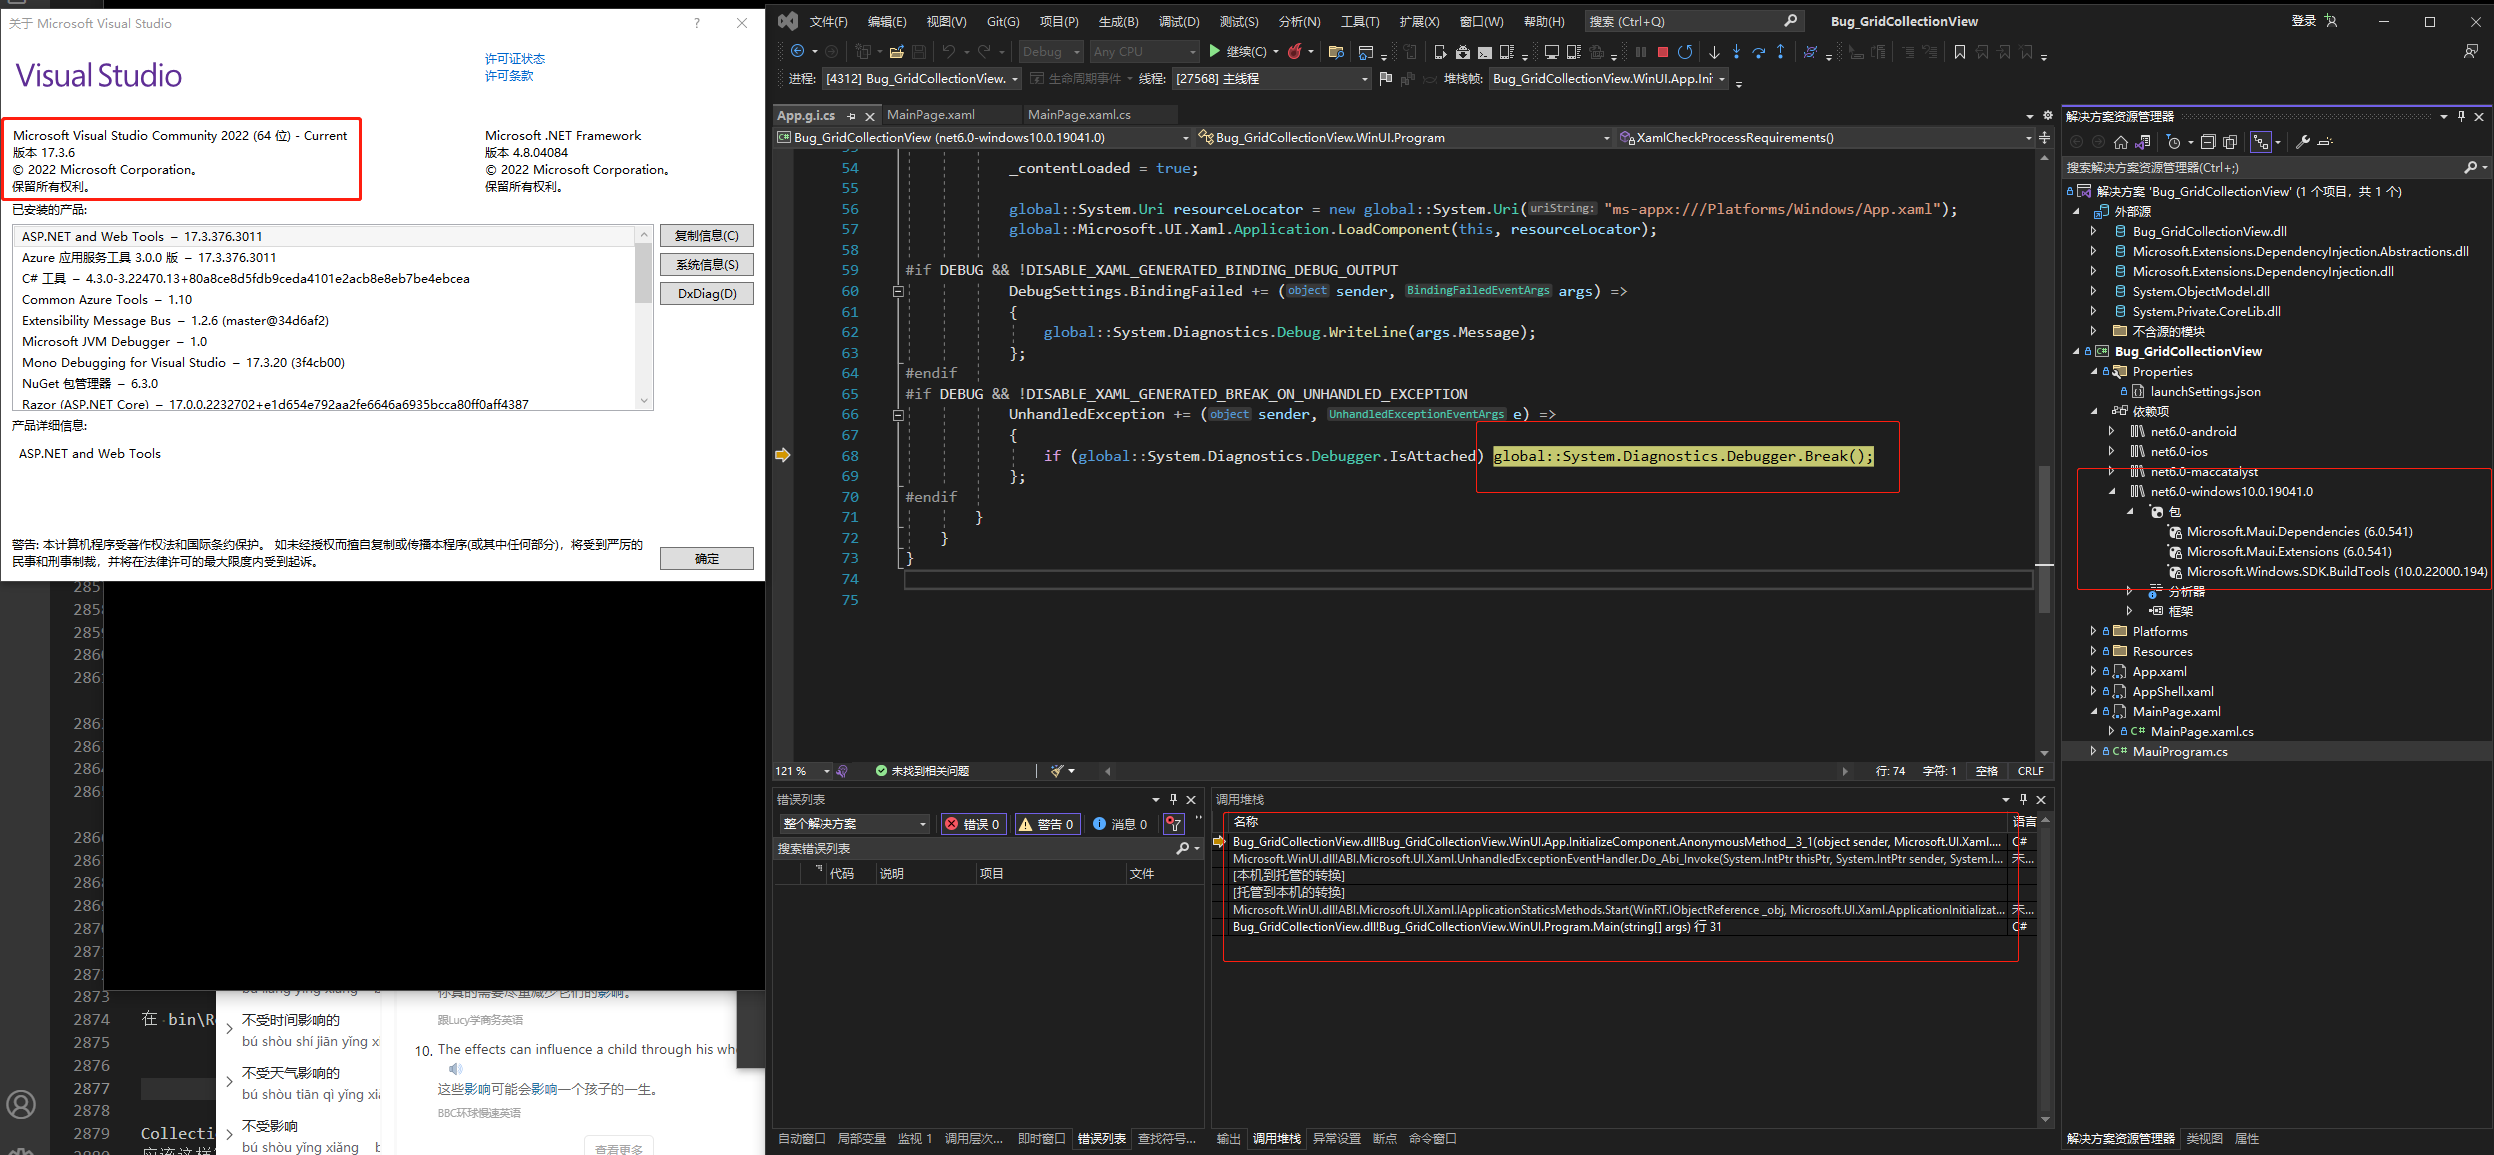 关于 Microsoft Visual Studio
Visual Studio
许可证状态
许可条款
Microsoft Visual Studio Community 2022 (64 位) - Current
版本 17.3.6
© 2022 Microsoft Corporation。
保留所有权利。
Microsoft .NET Framework
版本 4.8.04084
© 2022 Microsoft Corporation。
保留所有权利。
已安装的产品:
ASP.NET and Web Tools – 17.3.376.3011
Azure 应用服务工具 3.0.0 版 – 17.3.376.3011
C# 工具 – 4.3.0-3.22470.13+80a8ce8d5fdb9ceda4101e2acb8e8eb7be4ebcea
Common Azure Tools – 1.10
Extensibility Message Bus – 1.2.6 (master@34d6af2)
Microsoft JVM Debugger – 1.0
Mono Debugging for Visual Studio – 17.3.20 (3f4cb00)
NuGet 包管理器 – 6.3.0
Razor (ASP.NET Core) – 17.0.0.2232702+e1d654e792aa2fe6646a6935bcca80ff0aff4387
复制信息(C)
系统信息(S)
DxDiag(D)
产品详细信息:
ASP.NET and Web Tools
警告: 本计算机程序受著作权法和国际条约保护。 如未经授权而擅自复制或传播本程序(或其中任何部分)，将受到严厉的
民事和刑事制裁，并将在法律许可的最大限度内受到起诉。
确定
2873
2874 在 bin\R
2875
2876
2877
2878
2879 Collecti
不受时间影响的
bú shòu shí jiān yǐng x
不受天气影响的
bú shòu tiān qì yǐng xi
不受影响
bú shòu yǐng xiǎng
跟Lucy学商务英语
10. The effects can influence a child through his wh
这些影响可能会影响一个孩子的一生。
BBC环球慢速英语
查看更多
文件(F) 编辑(E) 视图(V) Git(G) 项目(P) 生成(B) 调试(D) 测试(S) 分析(N) 工具(T) 扩展(X) 窗口(W) 帮助(H) 搜索 (Ctrl+Q) Bug_GridCollectionView 登录
Debug Any CPU 继续(C)
进程: [4312] Bug_GridCollectionView. 生命周期事件 线程: [27568] 主线程 堆栈帧: Bug_GridCollectionView.WinUI.App.Ini
App.g.i.cs MainPage.xaml MainPage.xaml.cs
Bug_GridCollectionView (net6.0-windows10.0.19041.0) Bug_GridCollectionView.WinUI.Program XamlCheckProcessRequirements()
54 _contentLoaded = true;
55
56 global::System.Uri resourceLocator = new global::System.Uri(uriString: "ms-appx:///Platforms/Windows/App.xaml");
57 global::Microsoft.UI.Xaml.Application.LoadComponent(this, resourceLocator);
58
59 #if DEBUG && !DISABLE_XAML_GENERATED_BINDING_DEBUG_OUTPUT
60 DebugSettings.BindingFailed += (object sender, BindingFailedEventArgs args) =>
61 {
62 global::System.Diagnostics.Debug.WriteLine(args.Message);
63 };
64 #endif
65 #if DEBUG && !DISABLE_XAML_GENERATED_BREAK_ON_UNHANDLED_EXCEPTION
66 UnhandledException += (object sender, UnhandledExceptionEventArgs e) =>
67 {
68 if (global::System.Diagnostics.Debugger.IsAttached) global::System.Diagnostics.Debugger.Break();
69 };
70 #endif
71 }
72 }
73 }
74
75
121 % 未找到相关问题 行: 74 字符: 1 空格 CRLF
错误列表
整个解决方案 错误 0 警告 0 消息 0
搜索错误列表
代码 说明 项目 文件
自动窗口 局部变量 监视 1 调用层次... 即时窗口 错误列表 查找符号...
调用堆栈
名称 语言
Bug_GridCollectionView.dll!Bug_GridCollectionView.WinUI.App.InitializeComponent.AnonymousMethod__3_1(object sender, Microsoft.UI.Xaml.... C#
Microsoft.WinUI.dll!ABI.Microsoft.UI.Xaml.UnhandledExceptionEventHandler.Do_Abi_Invoke(System.IntPtr thisPtr, System.IntPtr sender, System.I...
[本机到托管的转换]
[托管到本机的转换]
Microsoft.WinUI.dll!ABI.Microsoft.UI.Xaml.IApplicationStaticsMethods.Start(WinRT.IObjectReference _obj, Microsoft.UI.Xaml.ApplicationInitializat...
Bug_GridCollectionView.dll!Bug_GridCollectionView.WinUI.Program.Main(string[] args) 行 31 C#
输出 调用堆栈 异常设置 断点 命令窗口
解决方案资源管理器
搜索解决方案资源管理器(Ctrl+;)
解决方案 'Bug_GridCollectionView' (1 个项目，共 1 个)
外部源
Bug_GridCollectionView.dll
Microsoft.Extensions.DependencyInjection.Abstractions.dll
Microsoft.Extensions.DependencyInjection.dll
System.ObjectModel.dll
System.Private.CoreLib.dll
不含源的模块
Bug_GridCollectionView
Properties
launchSettings.json
依赖项
net6.0-android
net6.0-ios
net6.0-maccatalyst
net6.0-windows10.0.19041.0
包
Microsoft.Maui.Dependencies (6.0.541)
Microsoft.Maui.Extensions (6.0.541)
Microsoft.Windows.SDK.BuildTools (10.0.22000.194)
分析器
框架
Platforms
Resources
App.xaml
AppShell.xaml
MainPage.xaml
MainPage.xaml.cs
MauiProgram.cs
解决方案资源管理器 类视图 属性